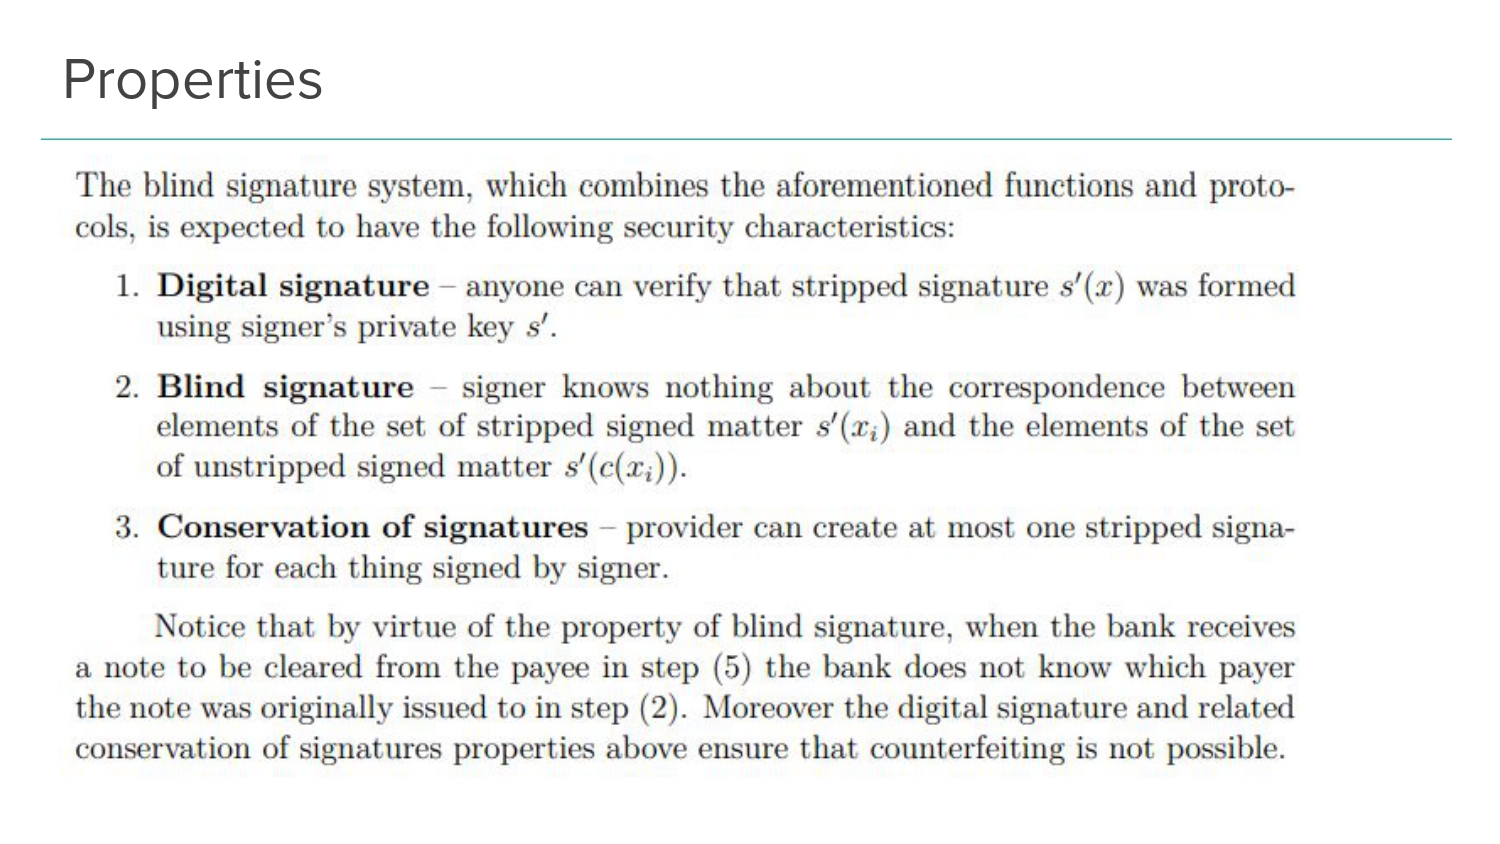 Properties
The blind signature system, which combines the aforementioned functions and proto-
cols, is expected to have the following security characteristics:
1. Digital signature – anyone can verify that stripped signature s′(x) was formed
using signer's private key s′.
2. Blind signature – signer knows nothing about the correspondence between
elements of the set of stripped signed matter s′(xᵢ) and the elements of the set
of unstripped signed matter s′(c(xᵢ)).
3. Conservation of signatures – provider can create at most one stripped signa-
ture for each thing signed by signer.
Notice that by virtue of the property of blind signature, when the bank receives
a note to be cleared from the payee in step (5) the bank does not know which payer
the note was originally issued to in step (2). Moreover the digital signature and related
conservation of signatures properties above ensure that counterfeiting is not possible.